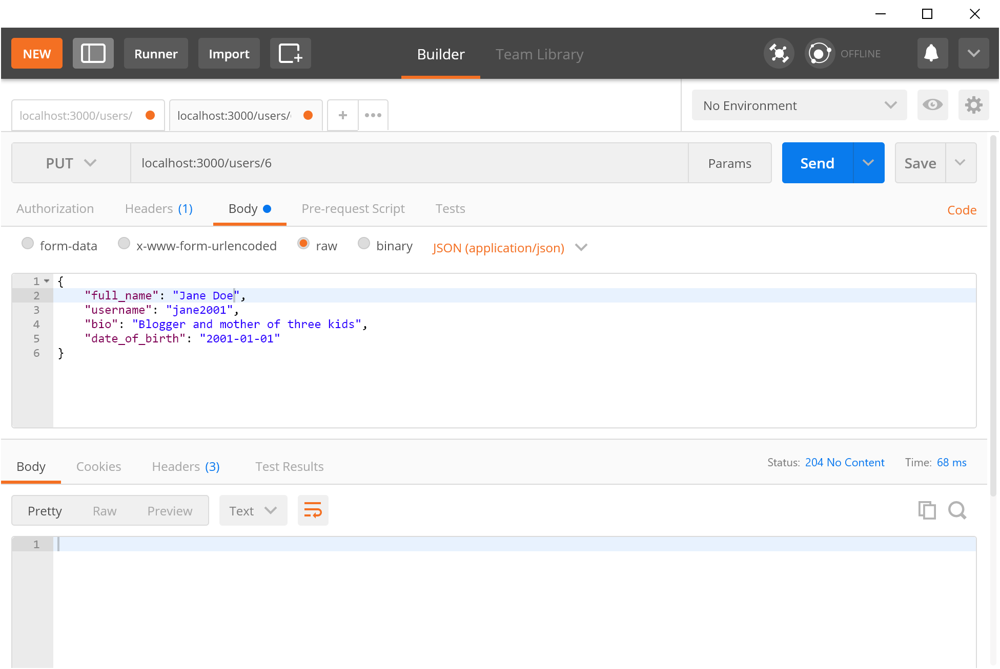 NEW Runner Import Builder Team Library OFFLINE
localhost:3000/users/ localhost:3000/users/ + ••• No Environment
PUT localhost:3000/users/6 Params Send Save
Authorization Headers (1) Body Pre-request Script Tests Code
form-data x-www-form-urlencoded raw binary JSON (application/json)
1 {
2 "full_name": "Jane Doe",
3 "username": "jane2001",
4 "bio": "Blogger and mother of three kids",
5 "date_of_birth": "2001-01-01"
6 }
Body Cookies Headers (3) Test Results Status: 204 No Content Time: 68 ms
Pretty Raw Preview Text
1